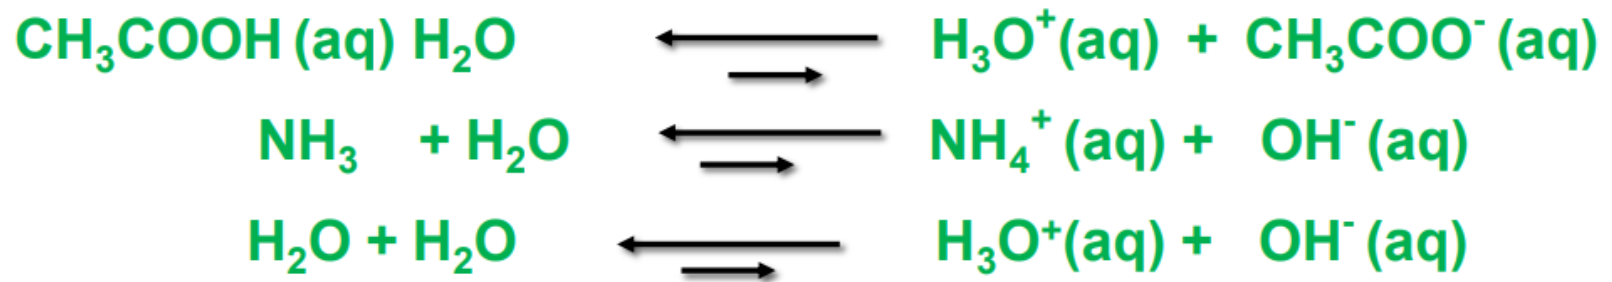 CH₃COOH (aq) H₂O ⇌ H₃O⁺(aq) + CH₃COO⁻ (aq)
NH₃ + H₂O ⇌ NH₄⁺ (aq) + OH⁻ (aq)
H₂O + H₂O ⇌ H₃O⁺(aq) + OH⁻ (aq)